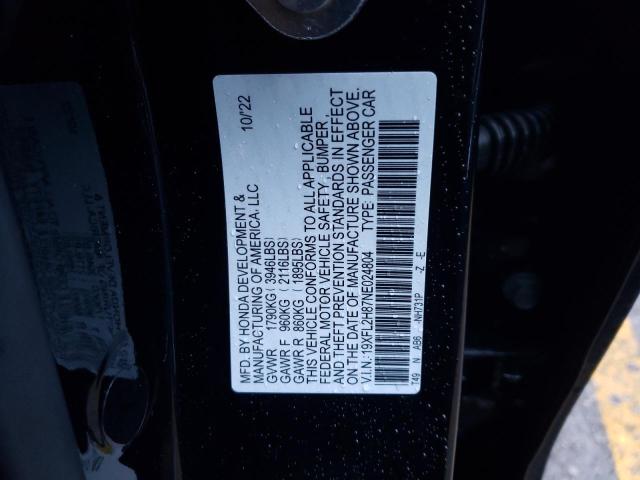 MFD. BY HONDA DEVELOPMENT & 10/22
MANUFACTURING OF AMERICA, LLC
GVWR 1790KG(3946LBS)
GAWR F 960KG (2116LBS)
GAWR R 860KG (1895LBS)
THIS VEHICLE CONFORMS TO ALL APPLICABLE
FEDERAL MOTOR VEHICLE SAFETY, BUMPER,
AND THEFT PREVENTION STANDARDS IN EFFECT
ON THE DATE OF MANUFACTURE SHOWN ABOVE.
V.I.N: 19XFL2H87NE024804 TYPE: PASSENGER CAR
T49 N AB6 NH731P -Z -E